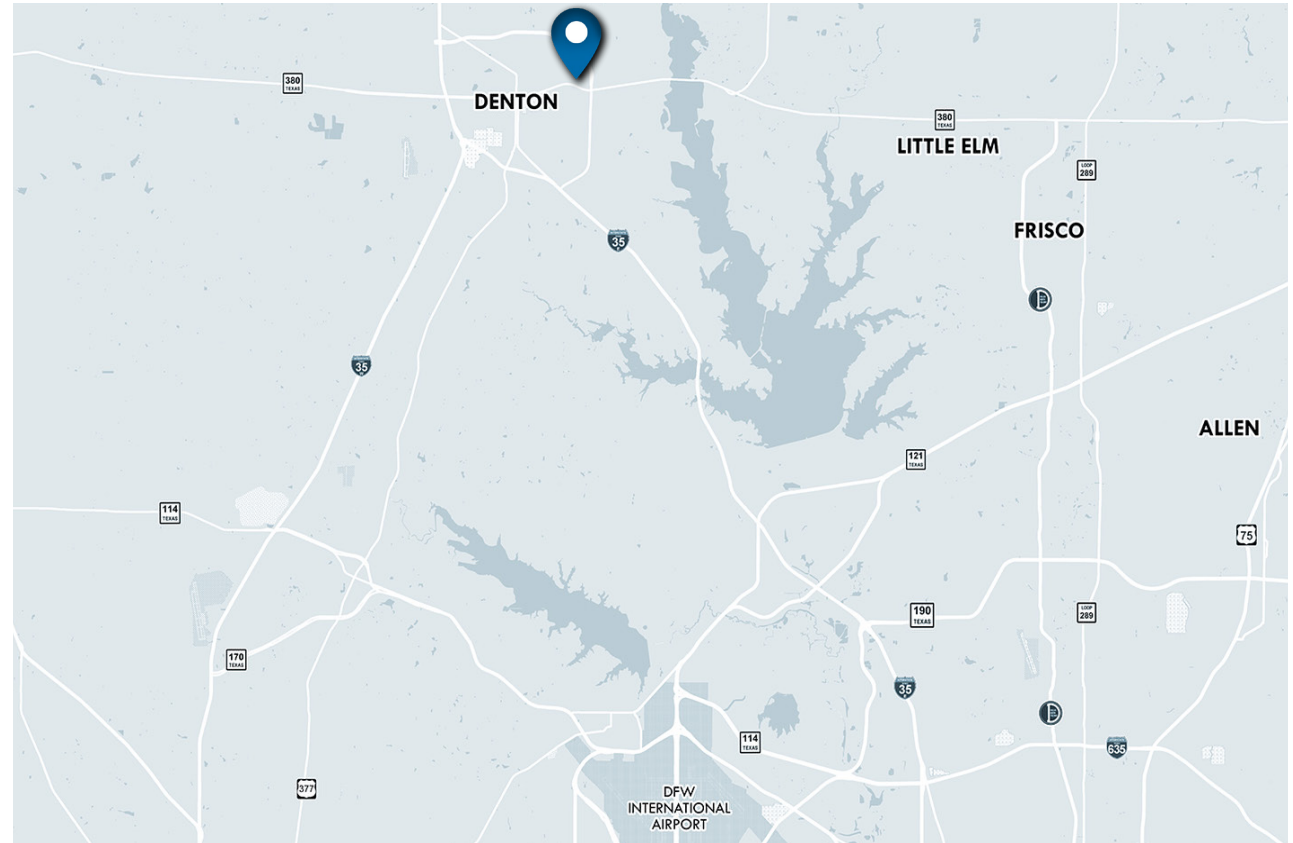 380
TEXAS
DENTON
380
TEXAS
LITTLE ELM
LOOP
289
FRISCO
35
35
ALLEN
121
TEXAS
114
TEXAS
75
190
TEXAS
LOOP
289
170
TEXAS
35
114
TEXAS
635
377
DFW
INTERNATIONAL
AIRPORT